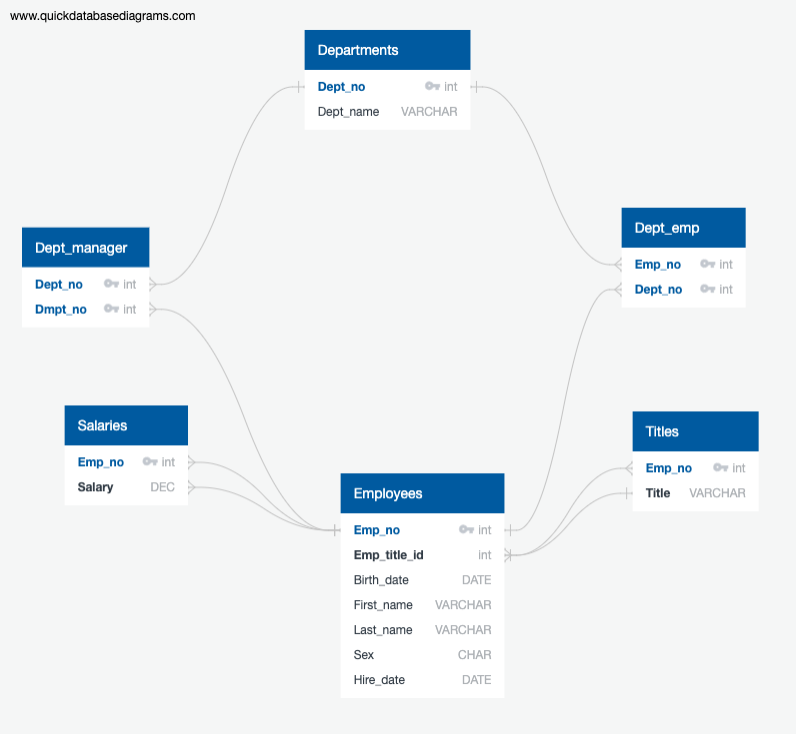 www.quickdatabasediagrams.com
Departments
Dept_no int
Dept_name VARCHAR
Dept_emp
Emp_no int
Dept_no int
Dept_manager
Dept_no int
Dmpt_no int
Salaries
Emp_no int
Salary DEC
Titles
Emp_no int
Title VARCHAR
Employees
Emp_no int
Emp_title_id int
Birth_date DATE
First_name VARCHAR
Last_name VARCHAR
Sex CHAR
Hire_date DATE